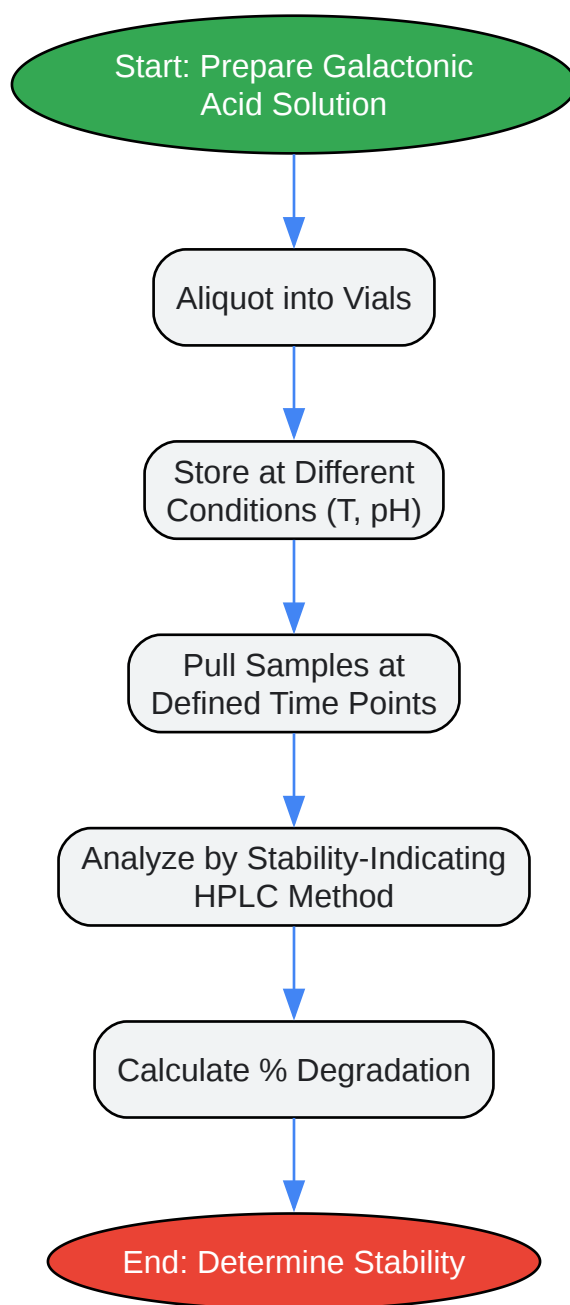 Start: Prepare Galactonic
Acid Solution
Aliquot into Vials
Store at Different
Conditions (T, pH)
Pull Samples at
Defined Time Points
Analyze by Stability-Indicating
HPLC Method
Calculate % Degradation
End: Determine Stability